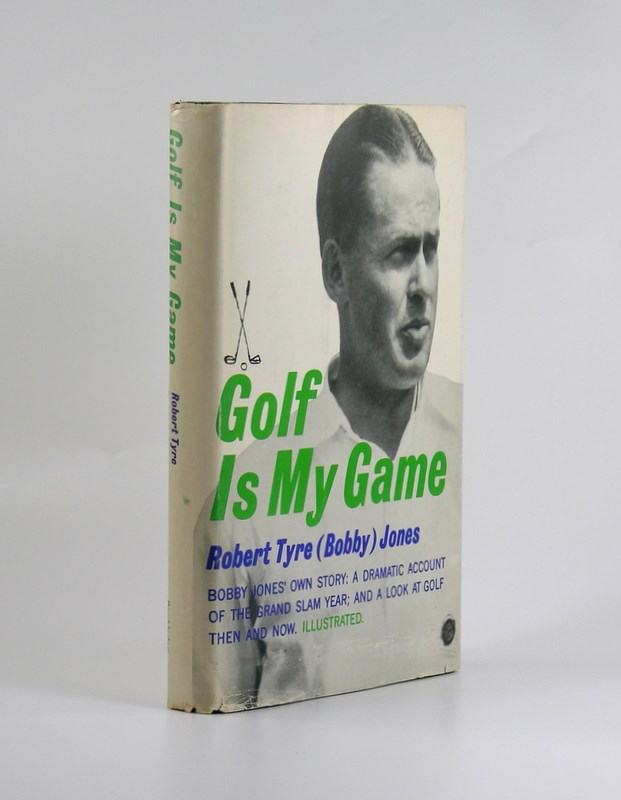 Golf Is My Game
Robert Tyre
Golf
Is My Game
Robert Tyre (Bobby) Jones
BOBBY JONES' OWN STORY: A DRAMATIC ACCOUNT
OF THE GRAND SLAM YEAR; AND A LOOK AT GOLF
THEN AND NOW. ILLUSTRATED.